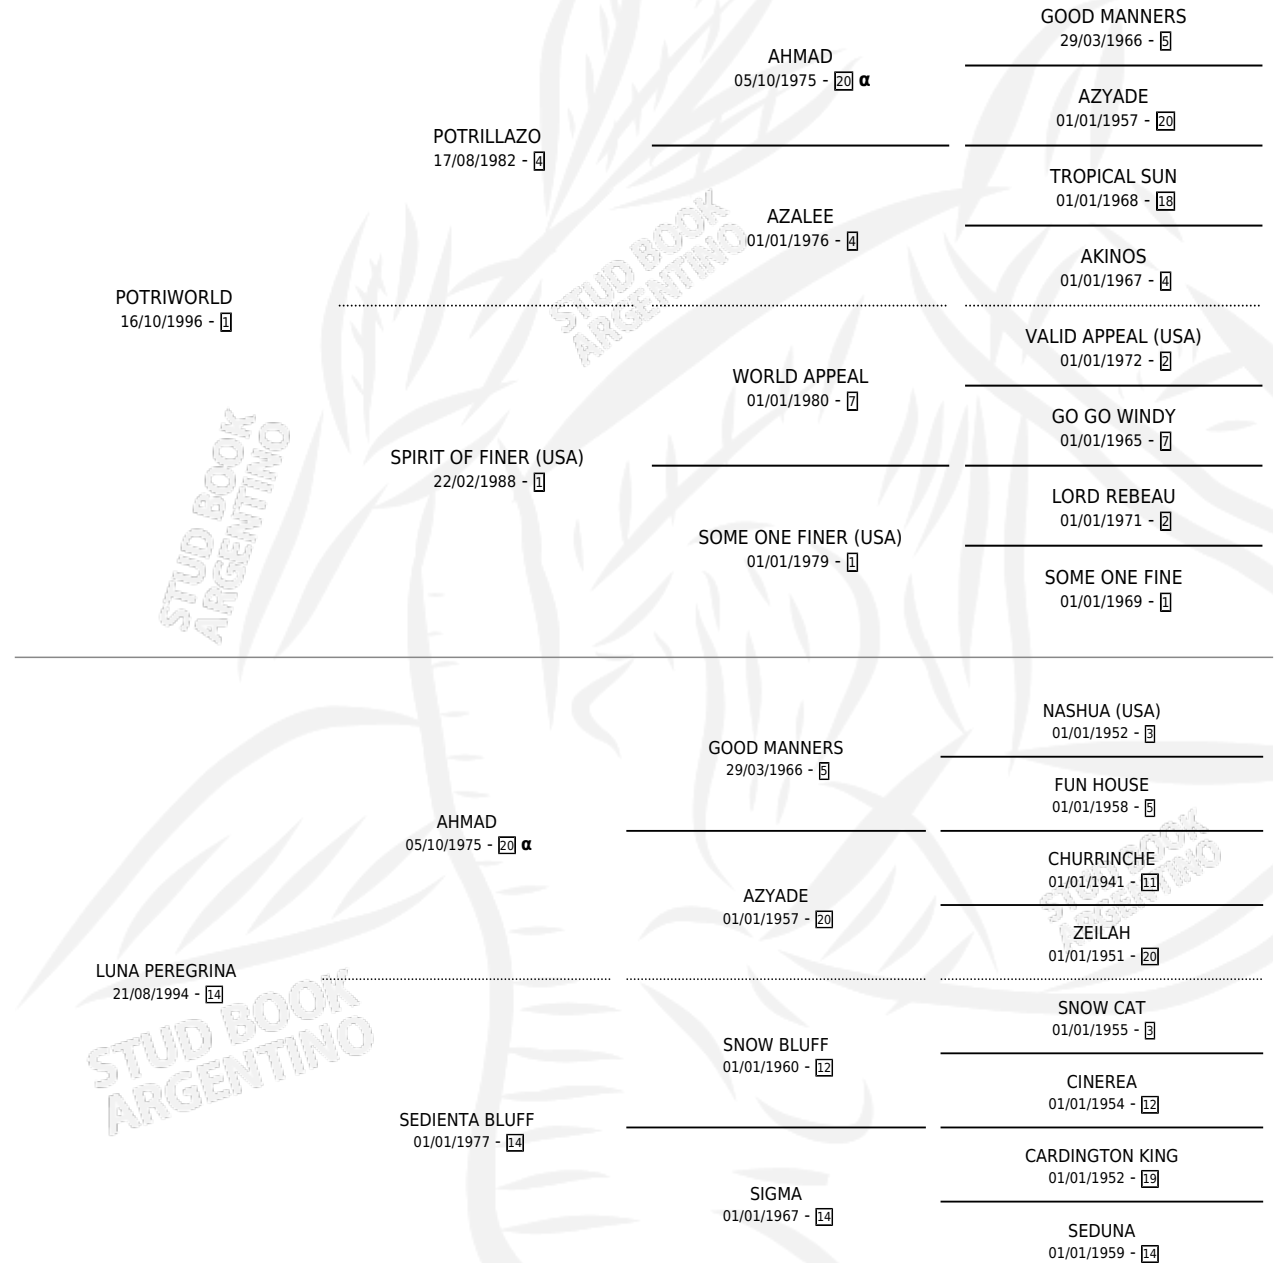 GOOD MANNERS
29/03/1966 - 5
AHMAD
05/10/1975 - 20 α
AZYADE
01/01/1957 - 20
POTRILLAZO
17/08/1982 - 4
TROPICAL SUN
01/01/1968 - 18
AZALEE
01/01/1976 - 4
AKINOS
01/01/1967 - 4
STUD BOOK
ARGENTINO
POTRIWORLD
16/10/1996 - 1
VALID APPEAL (USA)
01/01/1972 - 2
WORLD APPEAL
01/01/1980 - 7
GO GO WINDY
01/01/1965 - 7
SPIRIT OF FINER (USA)
22/02/1988 - 1
LORD REBEAU
01/01/1971 - 2
SOME ONE FINER (USA)
01/01/1979 - 1
SOME ONE FINE
01/01/1969 - 1
STUD BOOK
ARGENTINO
NASHUA (USA)
01/01/1952 - 3
GOOD MANNERS
29/03/1966 - 5
FUN HOUSE
01/01/1958 - 5
AHMAD
05/10/1975 - 20 α
CHURRINCHE
01/01/1941 - 11
AZYADE
01/01/1957 - 20
ZEILAH
01/01/1951 - 20
STUD BOOK
ARGENTINO
LUNA PEREGRINA
21/08/1994 - 14
SNOW CAT
01/01/1955 - 3
SNOW BLUFF
01/01/1960 - 12
CINEREA
01/01/1954 - 12
SEDIENTA BLUFF
01/01/1977 - 14
CARDINGTON KING
01/01/1952 - 19
SIGMA
01/01/1967 - 14
SEDUNA
01/01/1959 - 14
STUD BOOK
ARGENTINO